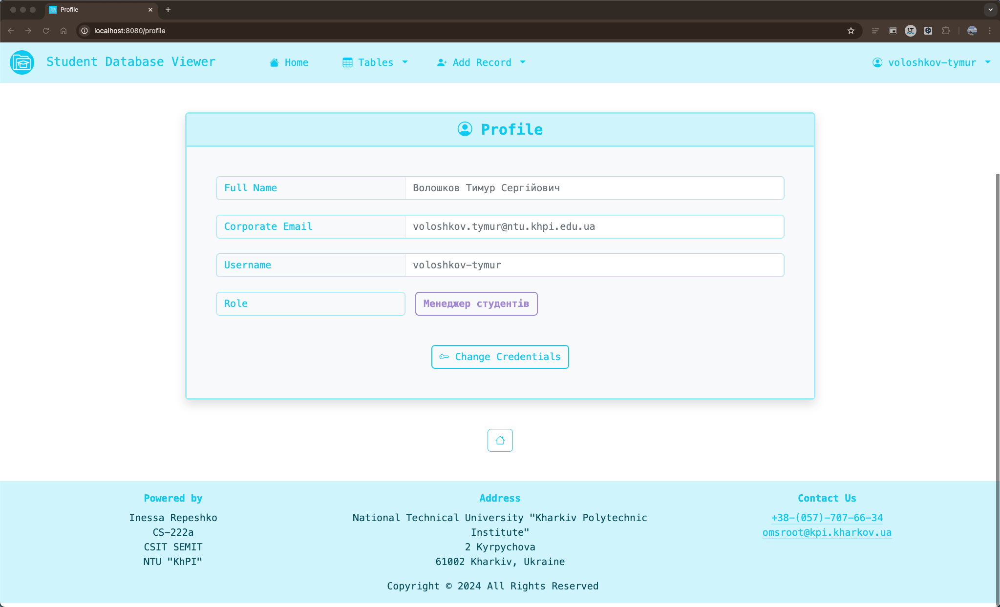 Profile
localhost:8080/profile
Student Database Viewer
Home
Tables
Add Record
voloshkov-tymur
Profile
Full Name
Волошков Тимур Сергійович
Corporate Email
voloshkov.tymur@ntu.khpi.edu.ua
Username
voloshkov-tymur
Role
Менеджер студентів
Change Credentials
Powered by
Inessa Repeshko
CS-222a
CSIT SEMIT
NTU "KhPI"
Address
National Technical University "Kharkiv Polytechnic
Institute"
2 Kyrpychova
61002 Kharkiv, Ukraine
Contact Us
+38-(057)-707-66-34
omsroot@kpi.kharkov.ua
Copyright © 2024 All Rights Reserved